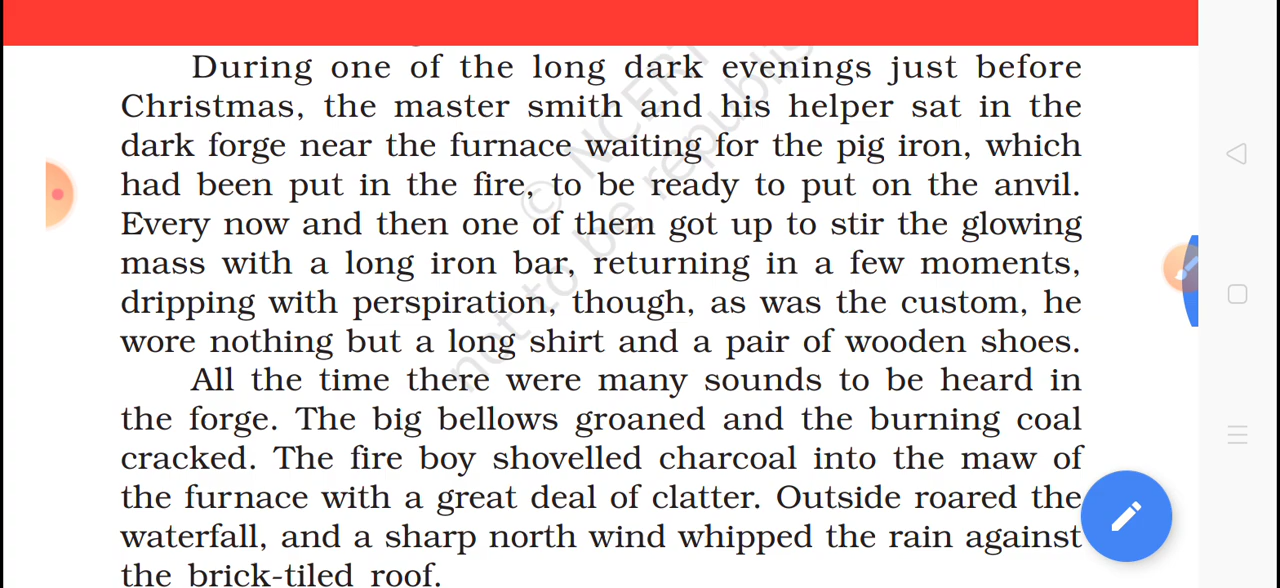 During one of the long dark evenings just before
Christmas, the master smith and his helper sat in the
dark forge near the furnace waiting for the pig iron, which
had been put in the fire, to be ready to put on the anvil.
Every now and then one of them got up to stir the glowing
mass with a long iron bar, returning in a few moments,
dripping with perspiration, though, as was the custom, he
wore nothing but a long shirt and a pair of wooden shoes.
All the time there were many sounds to be heard in
the forge. The big bellows groaned and the burning coal
cracked. The fire boy shovelled charcoal into the maw of
the furnace with a great deal of clatter. Outside roared the
waterfall, and a sharp north wind whipped the rain against
the brick-tiled roof.
© NCERT
not to be republis